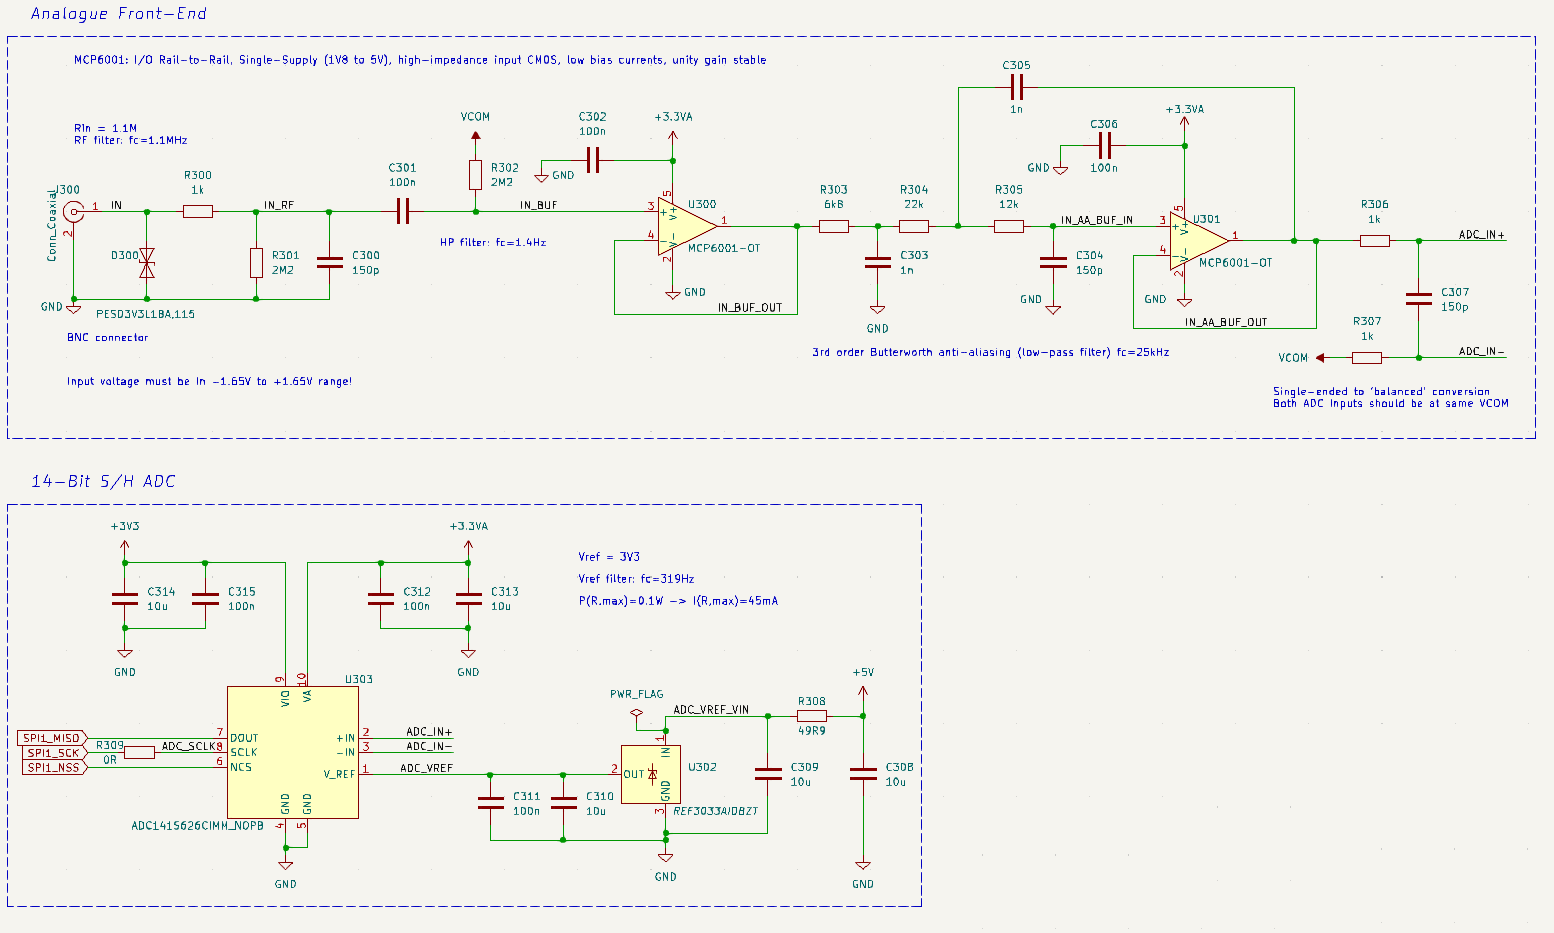 Analogue Front-End
MCP6001: I/O Rail-to-Rail, Single-Supply (1V8 to 5V), high-impedance input CMOS, low bias currents, unity gain stable
Rin = 1.1M
RF filter: fc=1.1MHz
J300
Conn_Coaxial
1
2
IN
GND
D300
PESD3V3L1BA,115
R300
1k
IN_RF
R301
2M2
C300
150p
C301
100n
VCOM
R302
2M2
HP filter: fc=1.4Hz
IN_BUF
C302
100n
GND
+3.3VA
U300
MCP6001-OT
3
4
5
2
1
+
-
V+
V-
GND
IN_BUF_OUT
R303
6k8
C303
1n
GND
R304
22k
C305
1n
R305
12k
C304
150p
GND
IN_AA_BUF_IN
C306
100n
GND
+3.3VA
U301
MCP6001-OT
3
4
5
2
1
+
-
V+
V-
GND
IN_AA_BUF_OUT
R306
1k
ADC_IN+
C307
150p
R307
1k
VCOM
ADC_IN-
BNC connector
3rd order Butterworth anti-aliasing (low-pass filter) fc=25kHz
Input voltage must be in -1.65V to +1.65V range!
Single-ended to 'balanced' conversion
Both ADC inputs should be at same VCOM
14-Bit S/H ADC
+3V3
C314
10u
C315
100n
GND
+3.3VA
C312
100n
C313
10u
GND
Vref = 3V3
Vref filter: fc=319Hz
P(R,max)=0.1W -> I(R,max)=45mA
U303
ADC141S626CIMM_NOPB
9
VIO
10
VA
SPI1_MISO
SPI1_SCK
SPI1_NSS
R309
0R
ADC_SCLK
7
8
6
DOUT
SCLK
NCS
+IN
-IN
V_REF
2
3
1
ADC_IN+
ADC_IN-
ADC_VREF
GND
GND
4
5
GND
C311
100n
C310
10u
PWR_FLAG
ADC_VREF_VIN
1
IN
2
OUT
GND
3
U302
REF3033AIDBZT
GND
R308
49R9
C309
10u
+5V
C308
10u
GND